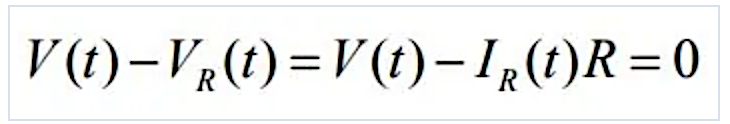 V(t) − V_R(t) = V(t) − I_R(t)R = 0